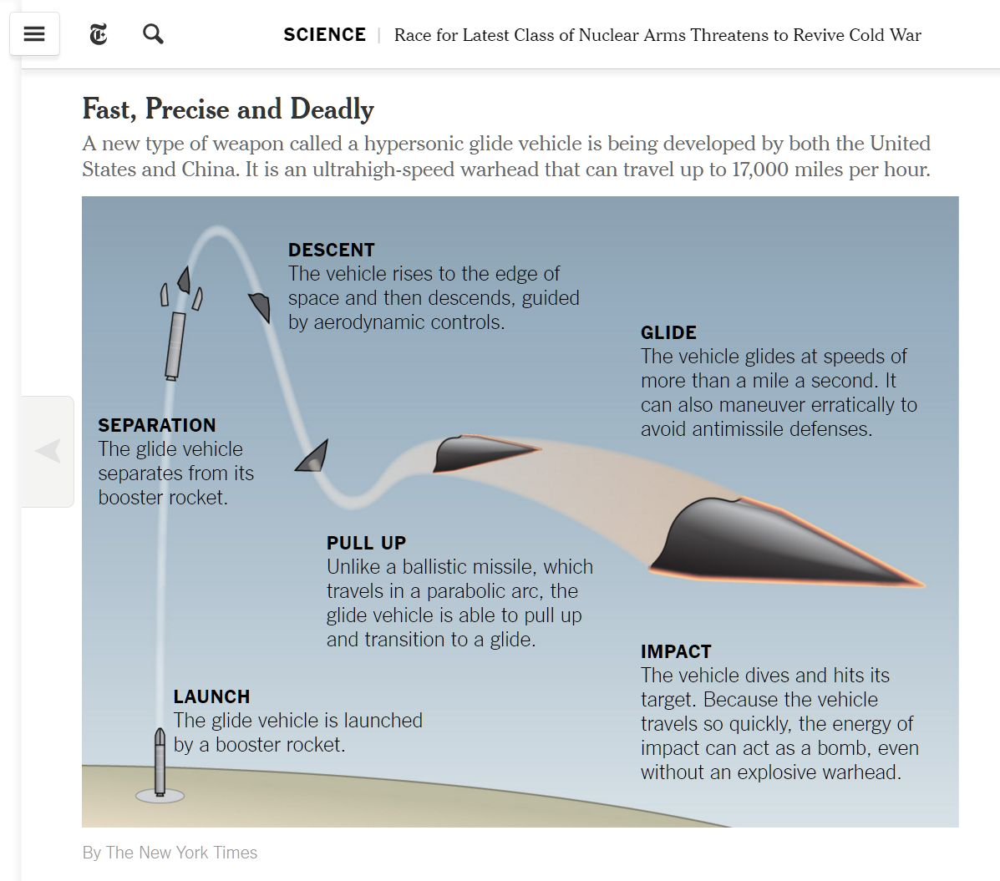 SCIENCE | Race for Latest Class of Nuclear Arms Threatens to Revive Cold War
Fast, Precise and Deadly
A new type of weapon called a hypersonic glide vehicle is being developed by both the United
States and China. It is an ultrahigh-speed warhead that can travel up to 17,000 miles per hour.
DESCENT
The vehicle rises to the edge of
space and then descends, guided
by aerodynamic controls.
GLIDE
The vehicle glides at speeds of
more than a mile a second. It
can also maneuver erratically to
avoid antimissile defenses.
SEPARATION
The glide vehicle
separates from its
booster rocket.
PULL UP
Unlike a ballistic missile, which
travels in a parabolic arc, the
glide vehicle is able to pull up
and transition to a glide.
IMPACT
The vehicle dives and hits its
target. Because the vehicle
travels so quickly, the energy of
impact can act as a bomb, even
without an explosive warhead.
LAUNCH
The glide vehicle is launched
by a booster rocket.
By The New York Times